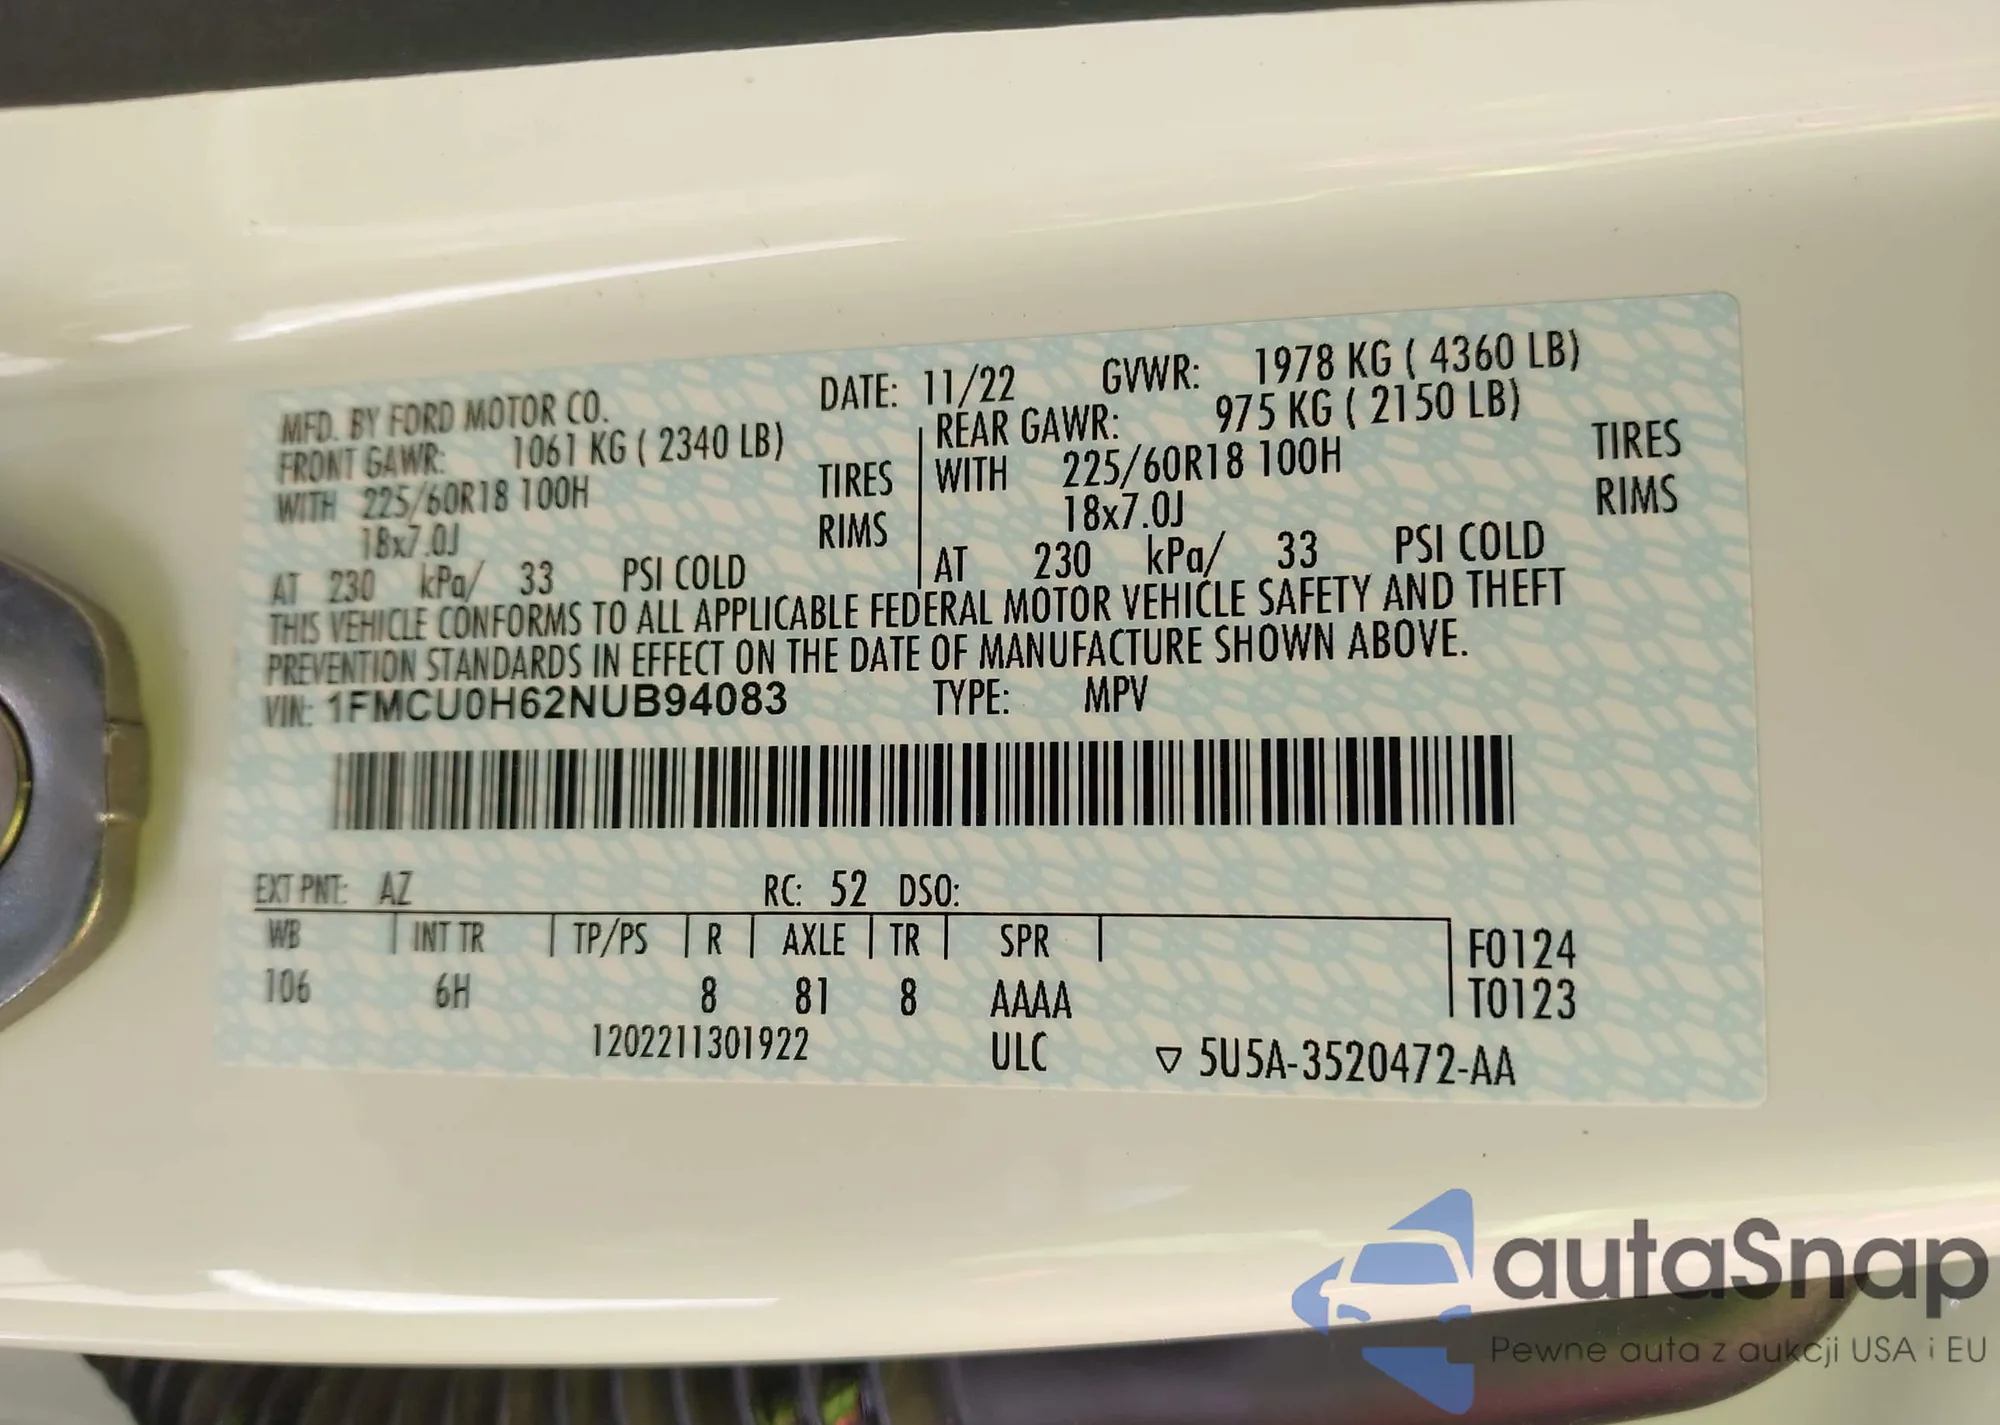 MFD. BY FORD MOTOR CO. DATE: 11/22 GVWR: 1978 KG ( 4360 LB)
FRONT GAWR: 1061 KG ( 2340 LB) REAR GAWR: 975 KG ( 2150 LB)
WITH 225/60R18 100H TIRES WITH 225/60R18 100H TIRES
18x7.0J RIMS 18x7.0J RIMS
AT 230 kPa/ 33 PSI COLD AT 230 kPa/ 33 PSI COLD
THIS VEHICLE CONFORMS TO ALL APPLICABLE FEDERAL MOTOR VEHICLE SAFETY AND THEFT
PREVENTION STANDARDS IN EFFECT ON THE DATE OF MANUFACTURE SHOWN ABOVE.
VIN: 1FMCU0H62NUB94083 TYPE: MPV
EXT PNT: AZ RC: 52 DSO:
WB INT TR TP/PS R AXLE TR SPR F0124
106 6H 8 81 8 AAAA T0123
1202211301922 ULC ▽ 5U5A-3520472-AA
autaSnap
Pewne auta z aukcji USA i EU